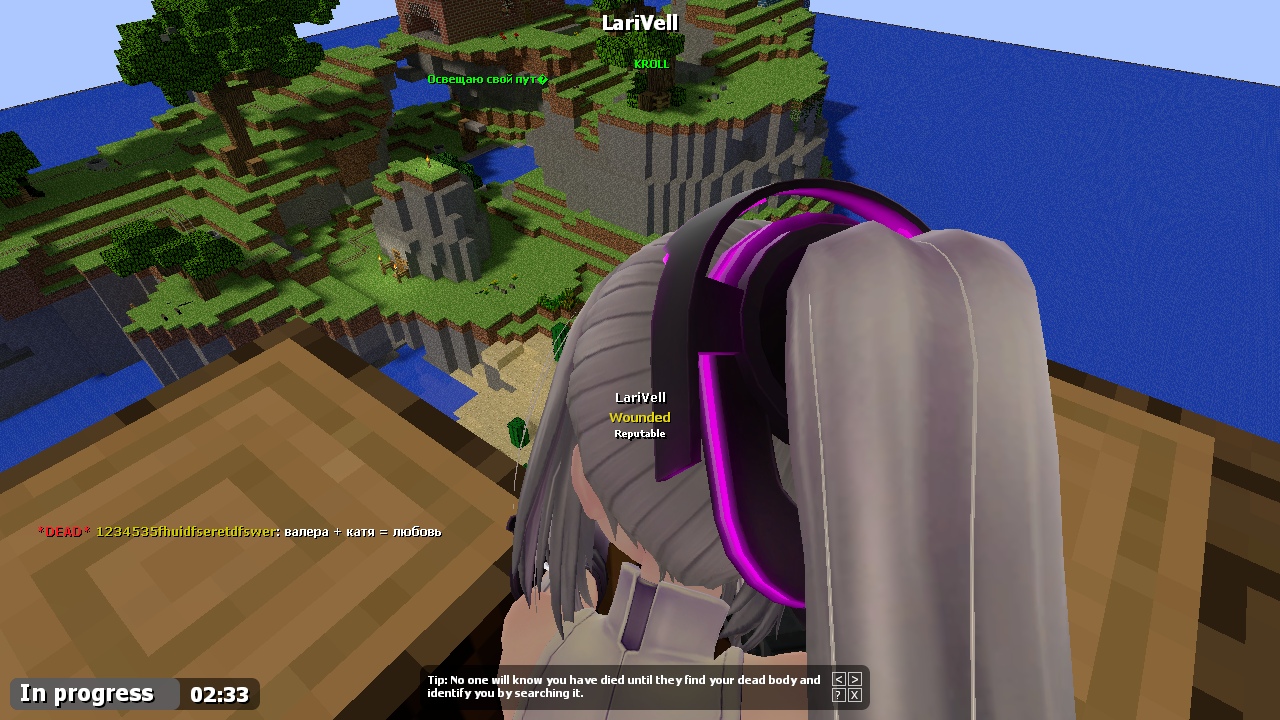 LariVell
KROLL
Освещаю свой пут�
LariVell
Wounded
Reputable
*DEAD* 1234535fhuidfseretdfswer: валера + катя = любовь
Tip: No one will know you have died until they find your dead body and
identify you by searching it.
< >
? X
In progress 02:33